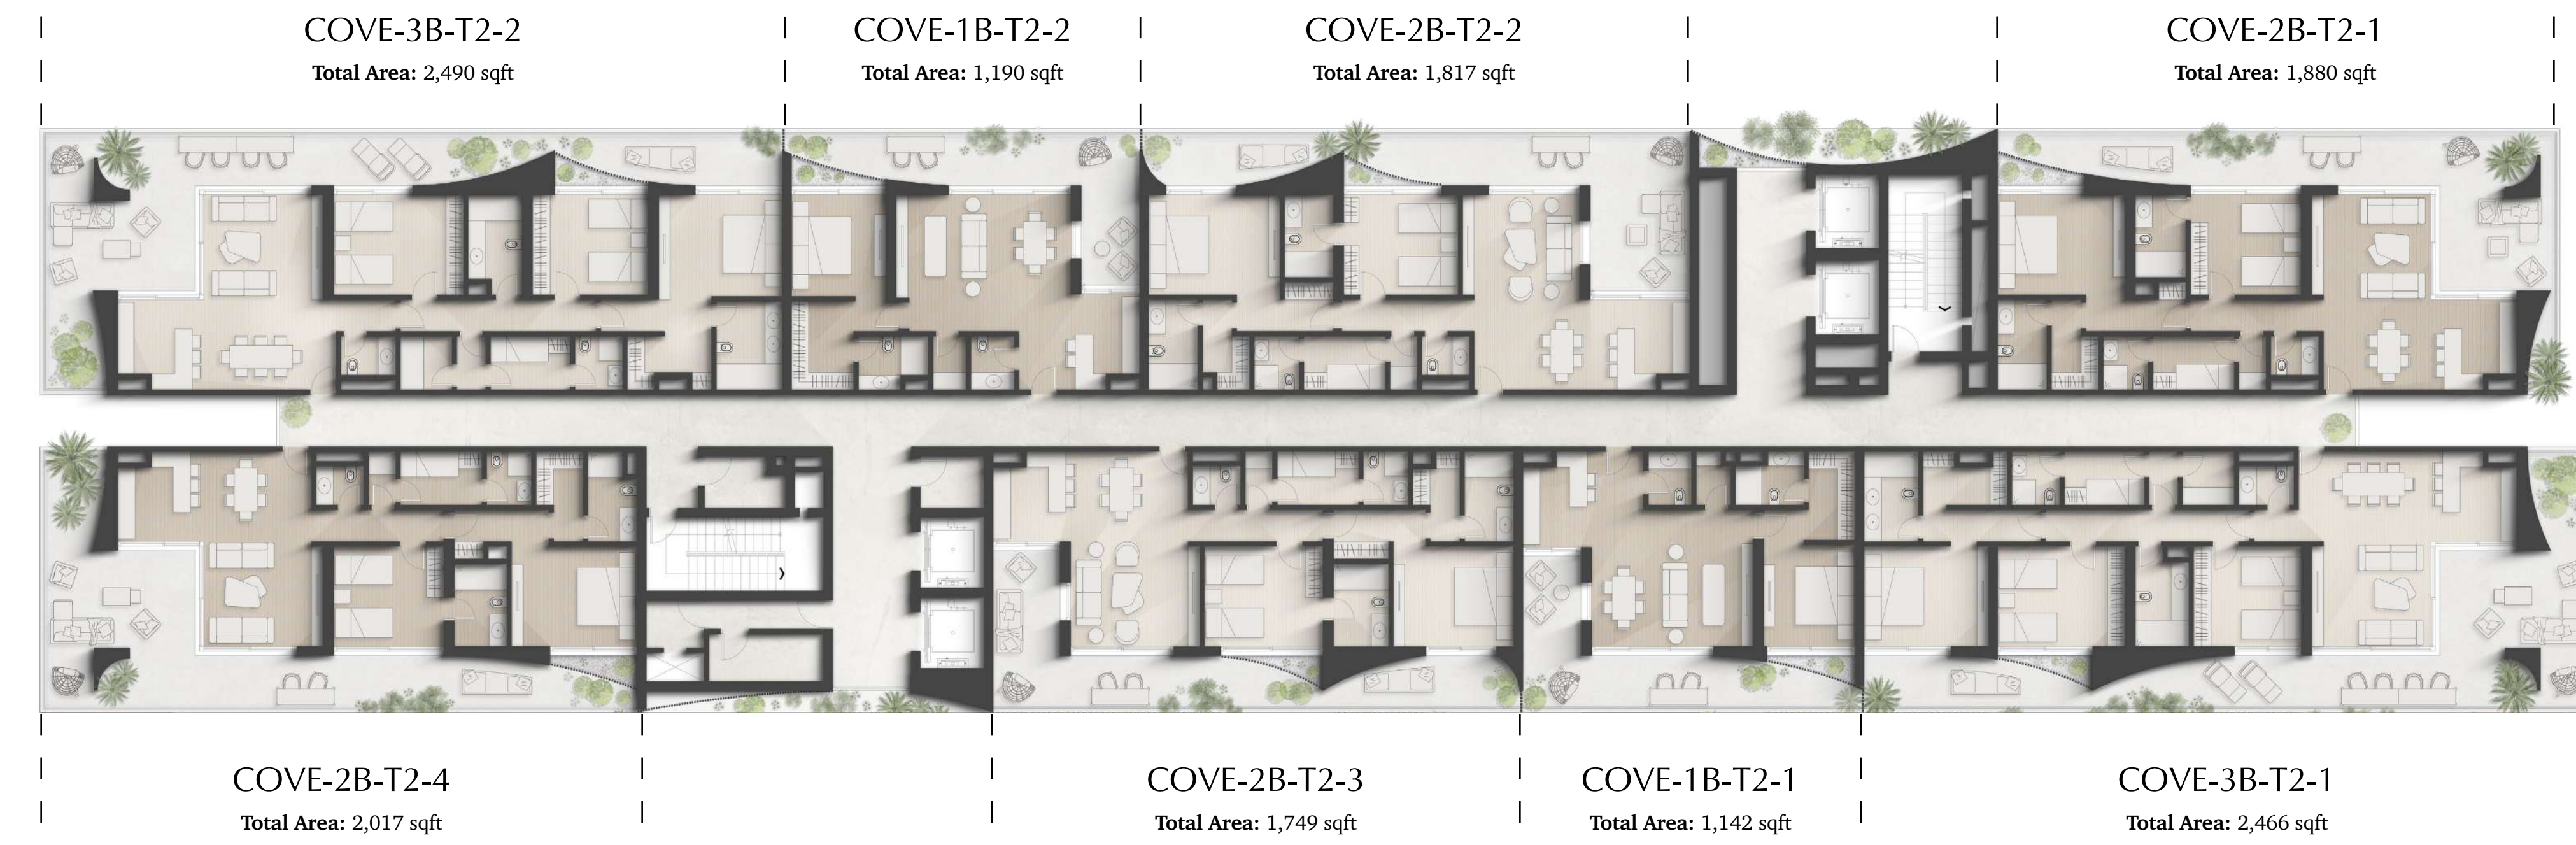 COVE-3B-T2-2
Total Area: 2,490 sqft
COVE-1B-T2-2
Total Area: 1,190 sqft
COVE-2B-T2-2
Total Area: 1,817 sqft
COVE-2B-T2-1
Total Area: 1,880 sqft
COVE-2B-T2-4
Total Area: 2,017 sqft
COVE-2B-T2-3
Total Area: 1,749 sqft
COVE-1B-T2-1
Total Area: 1,142 sqft
COVE-3B-T2-1
Total Area: 2,466 sqft